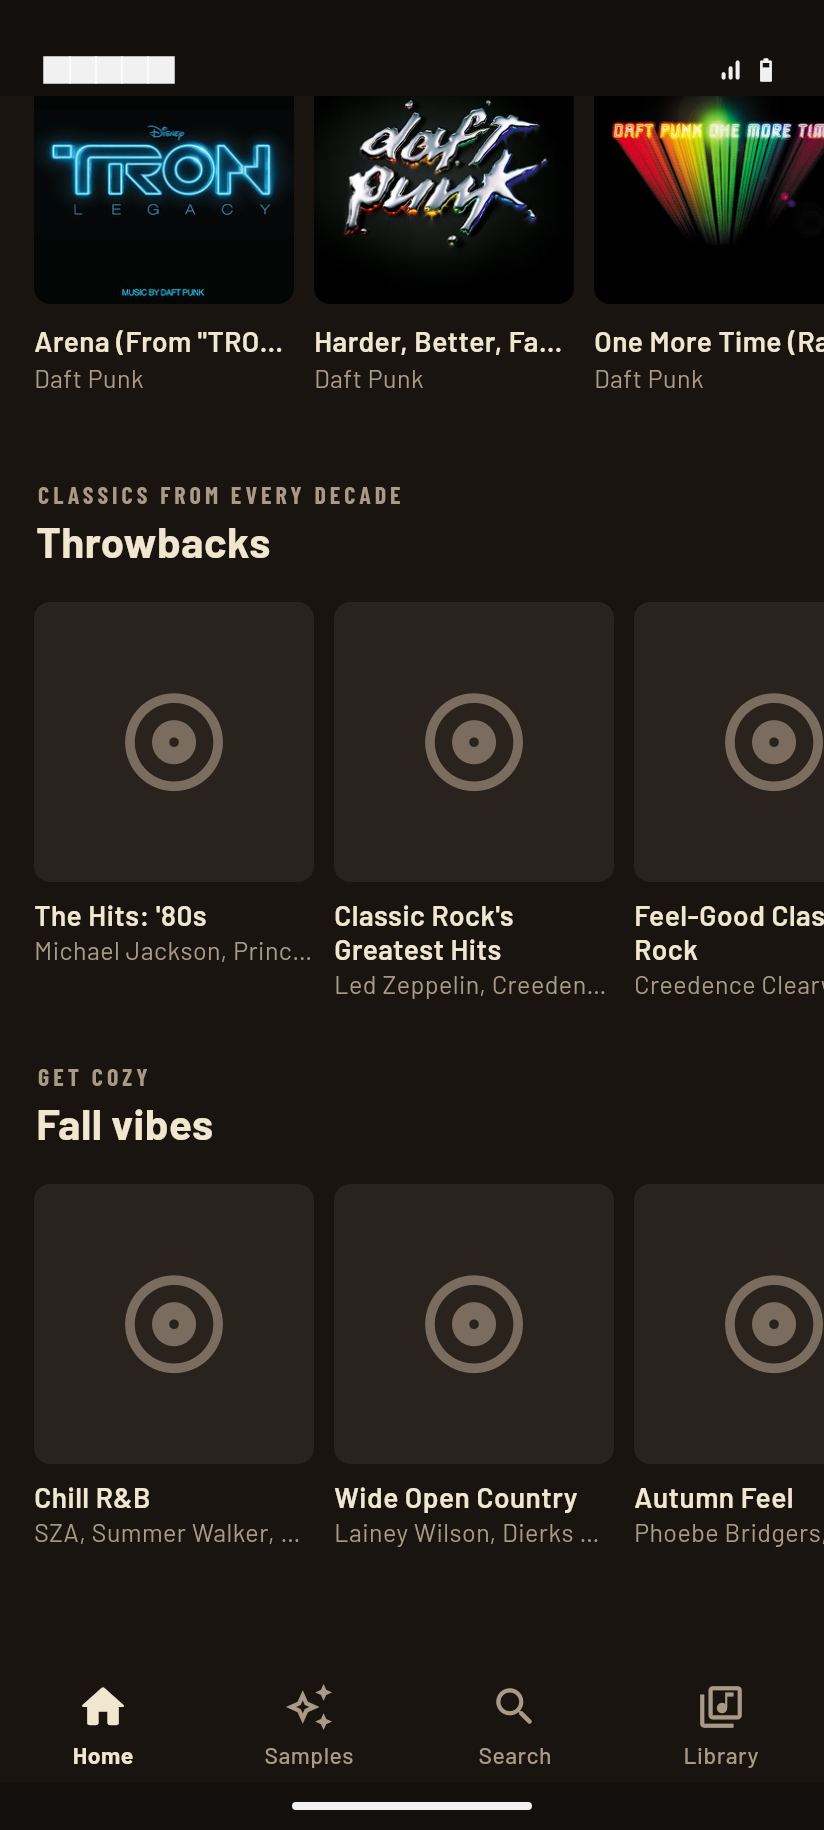 Disney
TRON
LEGACY
MUSIC BY DAFT PUNK
daft
punk
DAFT PUNK ONE MORE TIM
Arena (From "TRO...
Harder, Better, Fa...
One More Time (Ra
Daft Punk
Daft Punk
Daft Punk
CLASSICS FROM EVERY DECADE
Throwbacks
The Hits: '80s
Michael Jackson, Princ...
Classic Rock's
Greatest Hits
Led Zeppelin, Creeden...
Feel-Good Clas
Rock
Creedence Clearw
GET COZY
Fall vibes
Chill R&B
SZA, Summer Walker, ...
Wide Open Country
Lainey Wilson, Dierks ...
Autumn Feel
Phoebe Bridgers,
Home
Samples
Search
Library